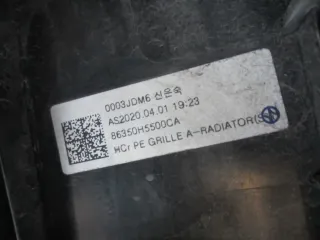 0003JDM6 신은숙
AS2020.04.01 19:23
86350H5500CA
HCr PE GRILLE A-RADIATOR(S